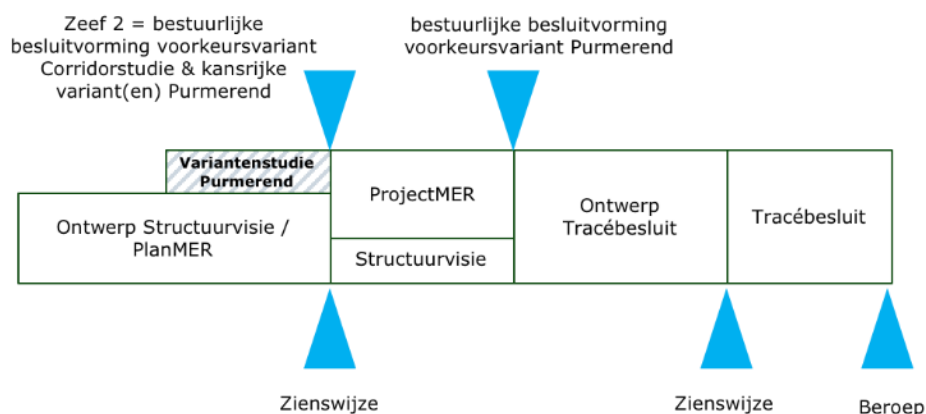 Zeef 2 = bestuurlijke
besluitvorming voorkeursvariant
Corridorstudie & kansrijke
variant(en) Purmerend
bestuurlijke besluitvorming
voorkeursvariant Purmerend
Variantenstudie
Purmerend
Ontwerp Structuurvisie /
PlanMER
ProjectMER
Structuurvisie
Ontwerp
Tracébesluit
Tracébesluit
Zienswijze
Zienswijze
Beroep